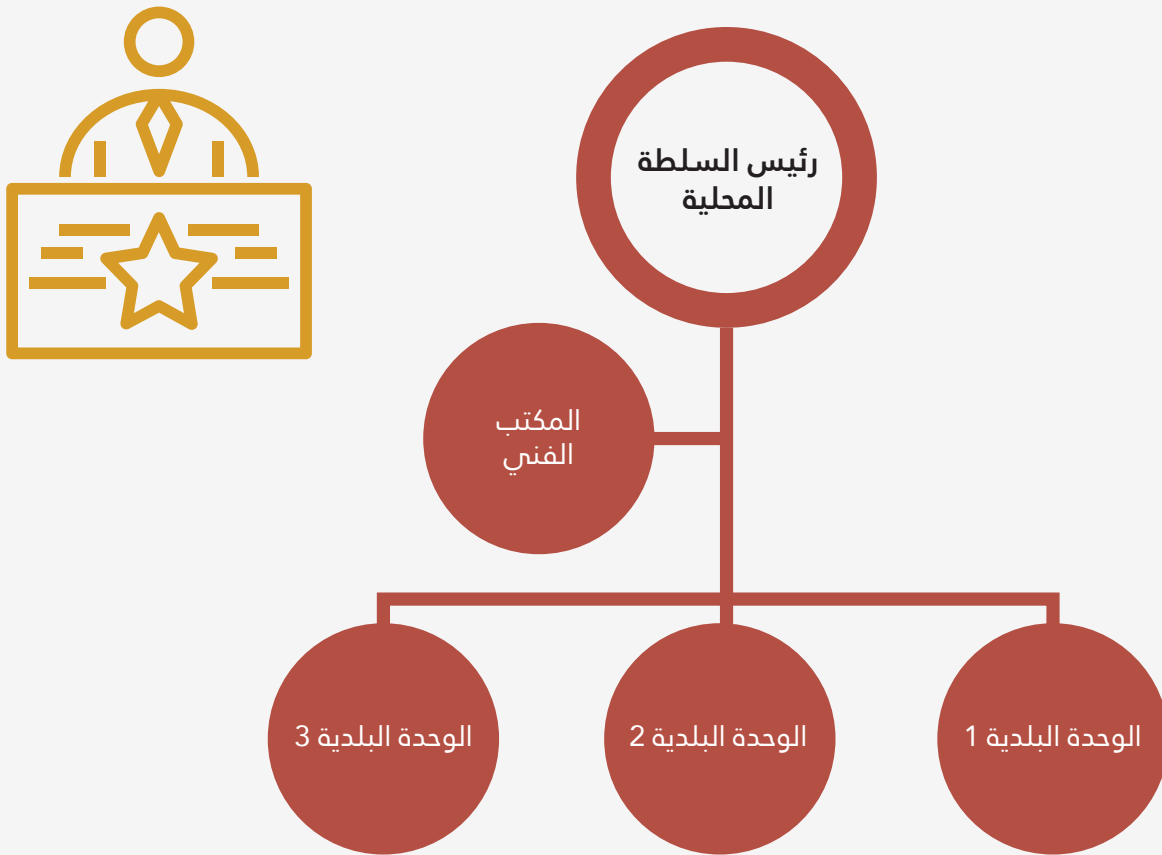 رئيس السلطة
المحلية
المكتب
الفني
الوحدة البلدية 1
الوحدة البلدية 2
الوحدة البلدية 3